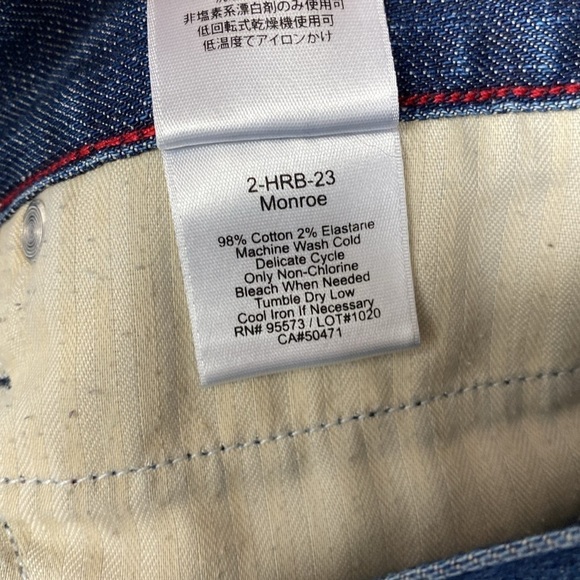 非塩素系漂白剤のみ使用可
低回転式乾燥機使用可
低温度でアイロンかけ
2-HRB-23
Monroe
98% Cotton 2% Elastane
Machine Wash Cold
Delicate Cycle
Only Non-Chlorine
Bleach When Needed
Tumble Dry Low
Cool Iron If Necessary
RN# 95573 / LOT#1020
CA#50471